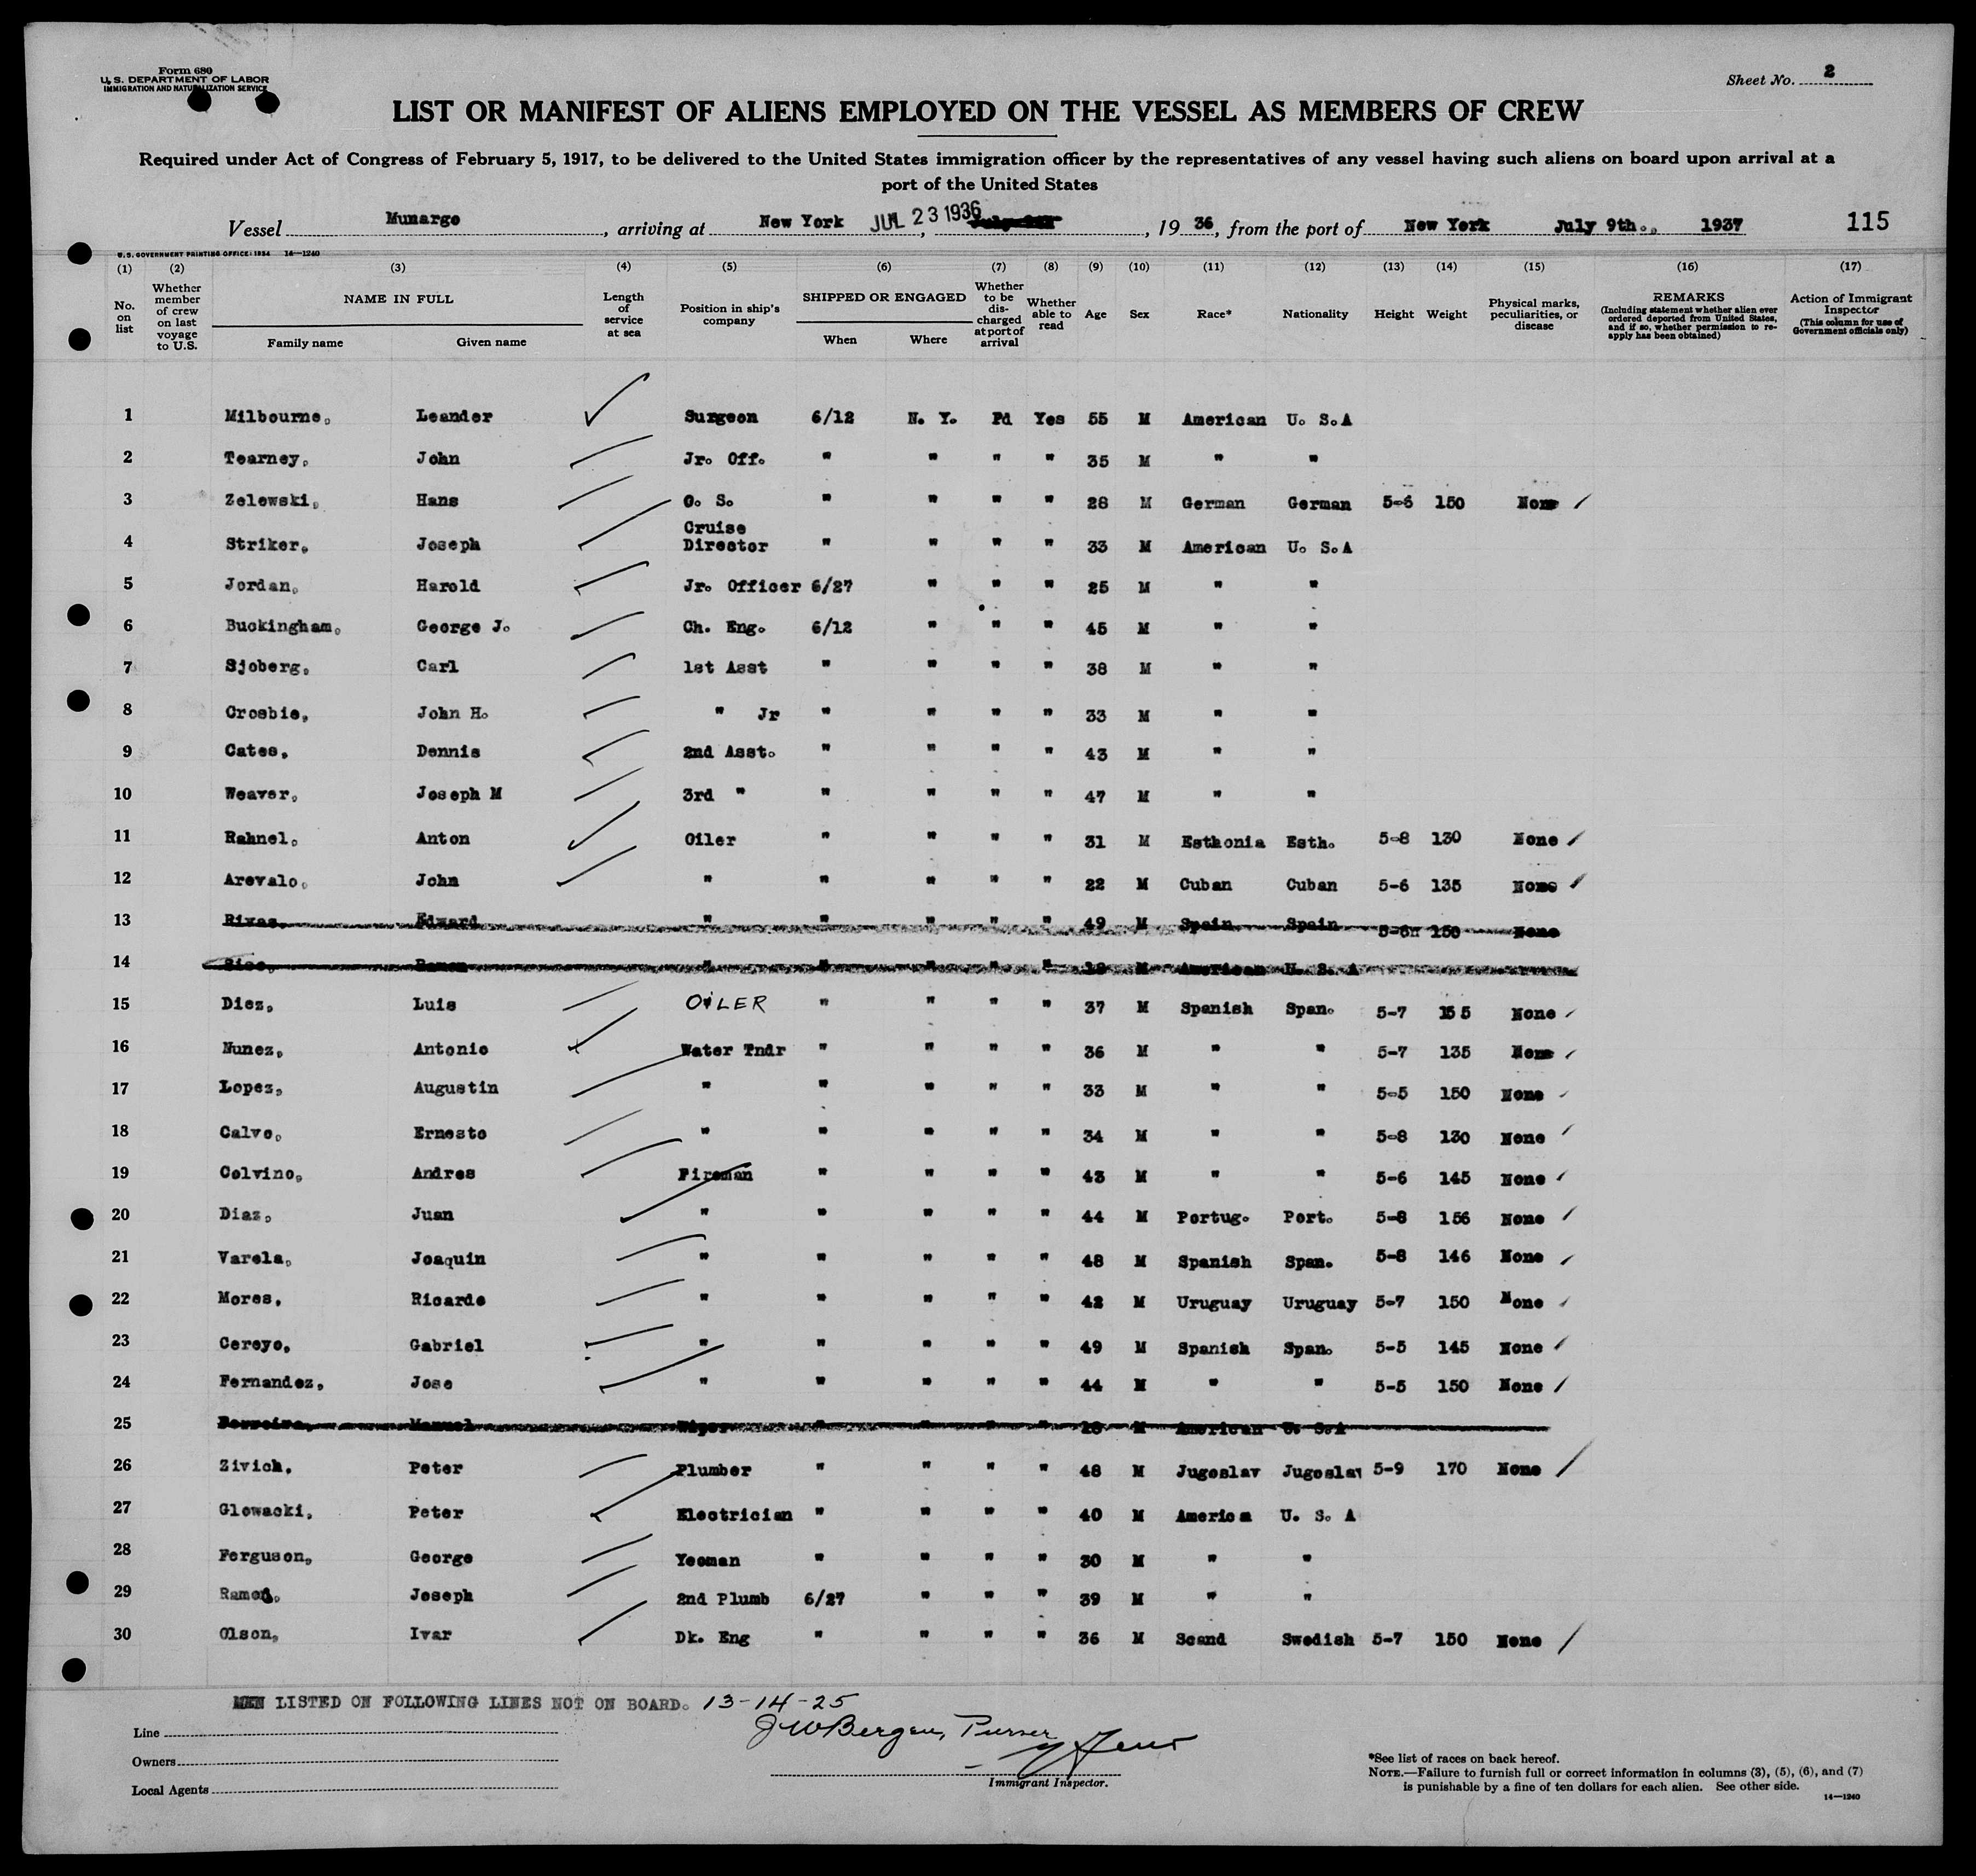 Form 680
U. S. DEPARTMENT OF LABOR
IMMIGRATION AND NATURALIZATION SERVICE
Sheet No. 2
LIST OR MANIFEST OF ALIENS EMPLOYED ON THE VESSEL AS MEMBERS OF CREW
Required under Act of Congress of February 5, 1917, to be delivered to the United States immigration officer by the representatives of any vessel having such aliens on board upon arrival at a
port of the United States
Vessel Munargo, arriving at New York JUL 23 1936, 1936, from the port of New York July 9th., 1937 115
U.S. GOVERNMENT PRINTING OFFICE: 1934 14—1240
(1) (2) (3) (4) (5) (6) (7) (8) (9) (10) (11) (12) (13) (14) (15) (16) (17)
No. on list
Whether member of crew on last voyage to U.S.
NAME IN FULL
Family name Given name
Length of service at sea
Position in ship's company
SHIPPED OR ENGAGED
When Where
Whether to be discharged at port of arrival
Whether able to read
Age Sex Race* Nationality Height Weight
Physical marks, peculiarities, or disease
REMARKS
(Including statement whether alien ever ordered deported from United States, and if so, whether permission to reapply has been obtained)
Action of Immigrant Inspector
(This column for use of Government officials only)
1 Milbourne, Leander Surgeon 6/12 N. Y. Pd Yes 55 M American U. S.A
2 Tearney, John Jr. Off. " " " " 35 M " "
3 Zelewski, Hans O. S. " " " " 28 M German German 5-6 150 None
4 Striker, Joseph Cruise Director " " " " 33 M American U. S.A
5 Jordan, Harold Jr. Officer 6/27 " " " 25 M " "
6 Buckingham, George J. Ch. Eng. 6/12 " " " 45 M " "
7 Sjoberg, Carl 1st Asst " " " " 38 M " "
8 Crosbie, John H. " Jr " " " " 33 M " "
9 Cates, Dennis 2nd Asst. " " " " 43 M " "
10 Weaver, Joseph M 3rd " " " " " 47 M " "
11 Rahnel, Anton Oiler " " " " 31 M Esthonia Esth. 5-8 130 None
12 Arevalo, John " " " " " 22 M Cuban Cuban 5-6 135 None
13 Rivas, Edward " " " " " 49 M Spain Spain 150 None
14 Ramon " " " " " M American U. S. A
15 Diez, Luis OILER " " " " 37 M Spanish Span. 5-7 155 None
16 Nunez, Antonio Water Tndr " " " " 36 M " " 5-7 135 None
17 Lopez, Augustin " " " " " 33 M " " 5-5 150 None
18 Calvo, Ernesto " " " " " 34 M " " 5-8 130 None
19 Colvino, Andres Fireman " " " " 43 M " " 5-6 145 None
20 Diaz, Juan " " " " " 44 M Portug. Port. 5-8 156 None
21 Varela, Joaquin " " " " " 48 M Spanish Span. 5-8 146 None
22 Mores, Ricardo " " " " " 42 M Uruguay Uruguay 5-7 150 None
23 Cereyo, Gabriel " " " " " 49 M Spanish Span. 5-5 145 None
24 Fernandez, Jose " " " " " 44 M " " 5-5 150 None
25 Ferreira, Manuel Wiper " " " " M American U. S.A
26 Zivich, Peter Plumber " " " " 48 M Jugoslav Jugoslav 5-9 170 None
27 Glowacki, Peter Electrician " " " " 40 M America U. S. A
28 Ferguson, George Yeoman " " " " 30 M " "
29 Joseph 2nd Plumb 6/27 " " " 39 M " "
30 Olson, Ivar Dk. Eng " " " " 36 M Scand Swedish 5-7 150 None
MEN LISTED ON FOLLOWING LINES NOT ON BOARD. 13-14-25
J W Bergen, Purser
Line
Owners
Local Agents
Immigrant Inspector.
*See list of races on back hereof.
NOTE.—Failure to furnish full or correct information in columns (3), (5), (6), and (7)
is punishable by a fine of ten dollars for each alien. See other side.
14—1240